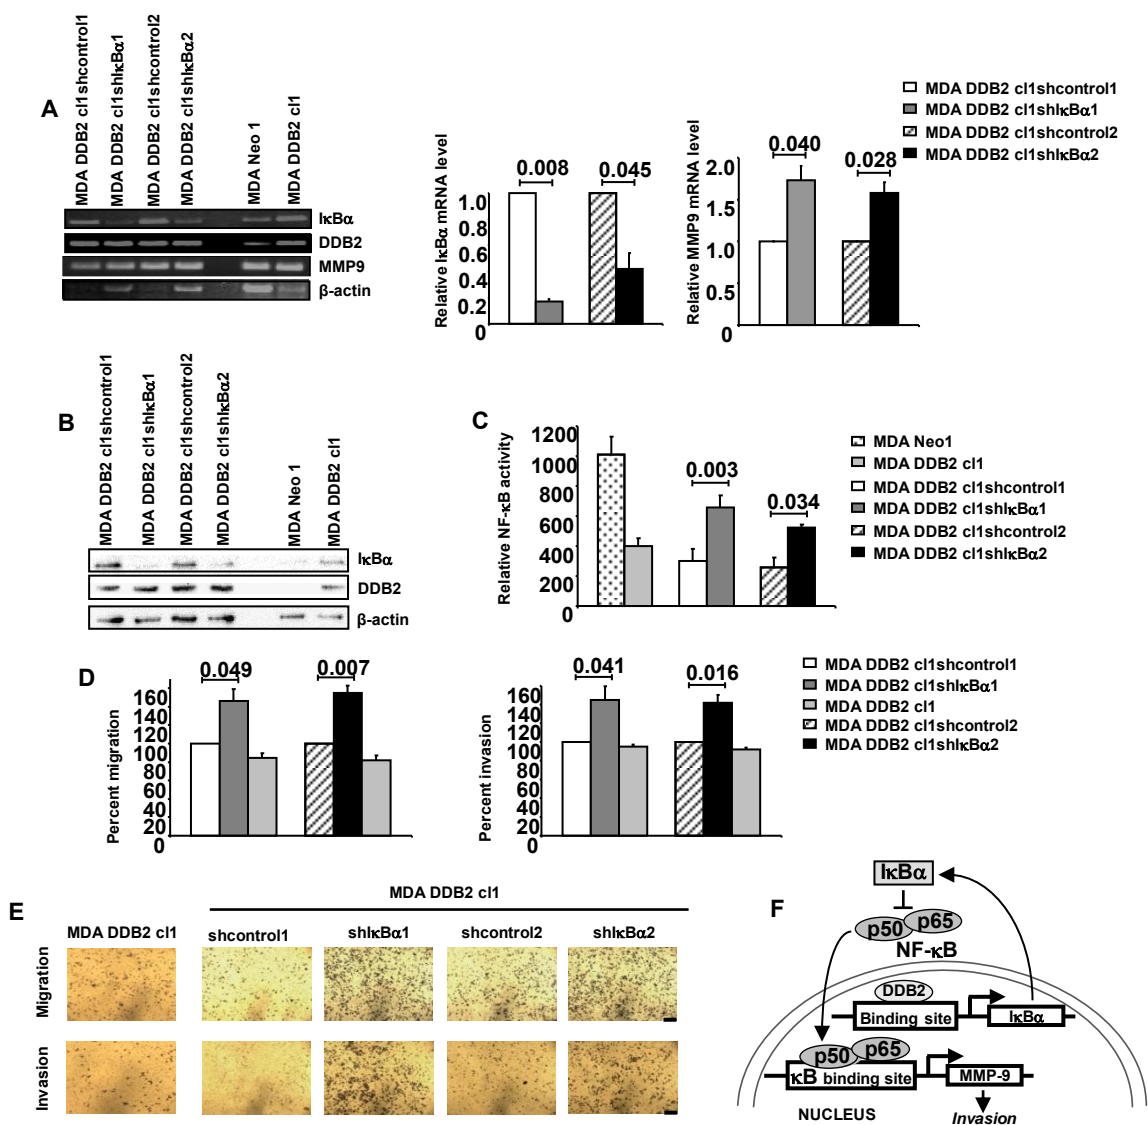 A
MDA DDB2 cl1shcontrol1
MDA DDB2 cl1shIκBα1
MDA DDB2 cl1shcontrol2
MDA DDB2 cl1shIκBα2
MDA Neo 1
MDA DDB2 cl1
IκBα
DDB2
MMP9
β-actin
Relative IκBα mRNA level
1.0
0.8
0.6
0.4
0.2
0
0.008
0.045
Relative MMP9 mRNA level
2.0
1.5
1.0
0.5
0
0.040
0.028
MDA DDB2 cl1shcontrol1
MDA DDB2 cl1shIκBα1
MDA DDB2 cl1shcontrol2
MDA DDB2 cl1shIκBα2
B
MDA DDB2 cl1shcontrol1
MDA DDB2 cl1shIκBα1
MDA DDB2 cl1shcontrol2
MDA DDB2 cl1shIκBα2
MDA Neo 1
MDA DDB2 cl1
IκBα
DDB2
β-actin
C
Relative NF-κB activity
1200
1000
800
600
400
200
0
0.003
0.034
MDA Neo1
MDA DDB2 cl1
MDA DDB2 cl1shcontrol1
MDA DDB2 cl1shIκBα1
MDA DDB2 cl1shcontrol2
MDA DDB2 cl1shIκBα2
D
Percent migration
160
140
120
100
80
60
40
20
0
0.049
0.007
Percent invasion
160
140
120
100
80
60
40
20
0
0.041
0.016
MDA DDB2 cl1shcontrol1
MDA DDB2 cl1shIκBα1
MDA DDB2 cl1
MDA DDB2 cl1shcontrol2
MDA DDB2 cl1shIκBα2
E
MDA DDB2 cl1
MDA DDB2 cl1
shcontrol1
shIκBα1
shcontrol2
shIκBα2
Migration
Invasion
F
IκBα
p50
p65
NF-κB
DDB2
Binding site
IκBα
p50
p65
κB binding site
MMP-9
NUCLEUS
Invasion